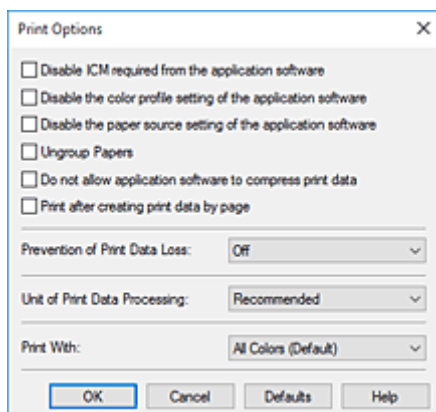 Print Options
Disable ICM required from the application software
Disable the color profile setting of the application software
Disable the paper source setting of the application software
Ungroup Papers
Do not allow application software to compress print data
Print after creating print data by page
Prevention of Print Data Loss: Off
Unit of Print Data Processing: Recommended
Print With: All Colors (Default)
OK Cancel Defaults Help